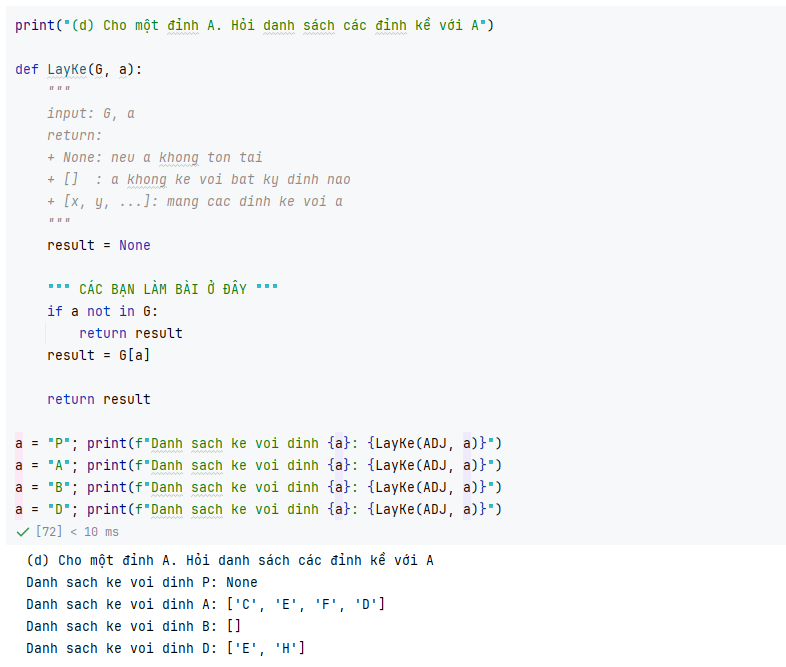 print("(d) Cho một đỉnh A. Hỏi danh sách các đỉnh kề với A")
def LayKe(G, a):
"""
input: G, a
return:
+ None: neu a khong ton tai
+ []  : a khong ke voi bat ky dinh nao
+ [x, y, ...]: mang cac dinh ke voi a
"""
result = None
""" CÁC BẠN LÀM BÀI Ở ĐÂY """
if a not in G:
return result
result = G[a]
return result
a = "P"; print(f"Danh sach ke voi dinh {a}: {LayKe(ADJ, a)}")
a = "A"; print(f"Danh sach ke voi dinh {a}: {LayKe(ADJ, a)}")
a = "B"; print(f"Danh sach ke voi dinh {a}: {LayKe(ADJ, a)}")
a = "D"; print(f"Danh sach ke voi dinh {a}: {LayKe(ADJ, a)}")
[72] < 10 ms
(d) Cho một đỉnh A. Hỏi danh sách các đỉnh kề với A
Danh sach ke voi dinh P: None
Danh sach ke voi dinh A: ['C', 'E', 'F', 'D']
Danh sach ke voi dinh B: []
Danh sach ke voi dinh D: ['E', 'H']